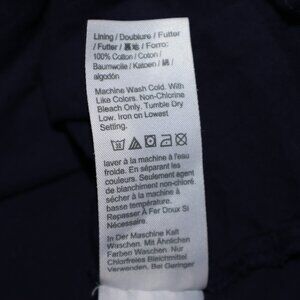 Lining / Doublure / Futter
/ Futter / 裏地 / Forro:
100% Cotton / Coton /
Baumwolle / Katoen / 綿 /
algodón
Machine Wash Cold. With
Like Colors. Non-Chlorine
Bleach Only. Tumble Dry
Low. Iron on Lowest
Setting.
laver à la machine à l'eau
froide. En séparant les
couleurs. Seulement agent
de blanchiment non-chloré
sécher à la machine à
basse température.
Repasser À Fer Doux Si
Nécessaire.
In Der Maschine Kalt
Waschen. Mit Ähnlichen
Farben Waschen. Nur
Chlorfreies Bleichmittel
Verwenden. Bei Geringer